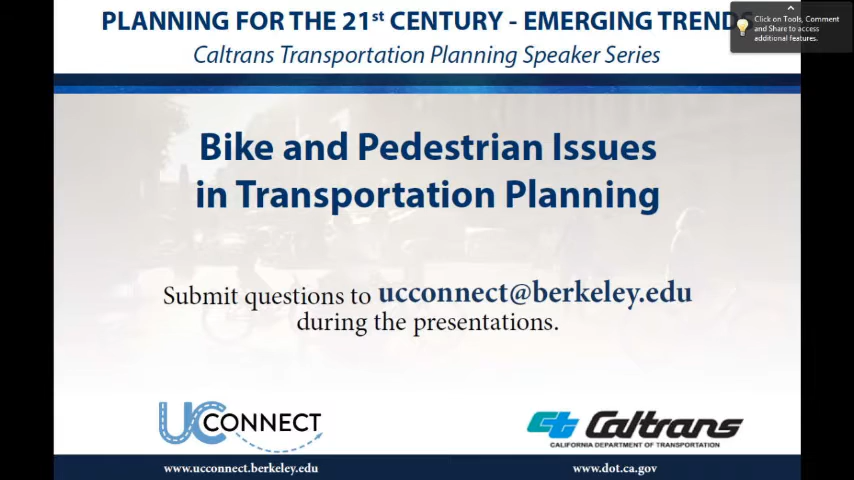 PLANNING FOR THE 21st CENTURY - EMERGING TRENDS
Click on Tools, Comment
and Share to access
additional features.
Caltrans Transportation Planning Speaker Series
Bike and Pedestrian Issues
in Transportation Planning
Submit questions to ucconnect@berkeley.edu
during the presentations.
UC CONNECT
ct Caltrans
CALIFORNIA DEPARTMENT OF TRANSPORTATION
www.ucconnect.berkeley.edu
www.dot.ca.gov